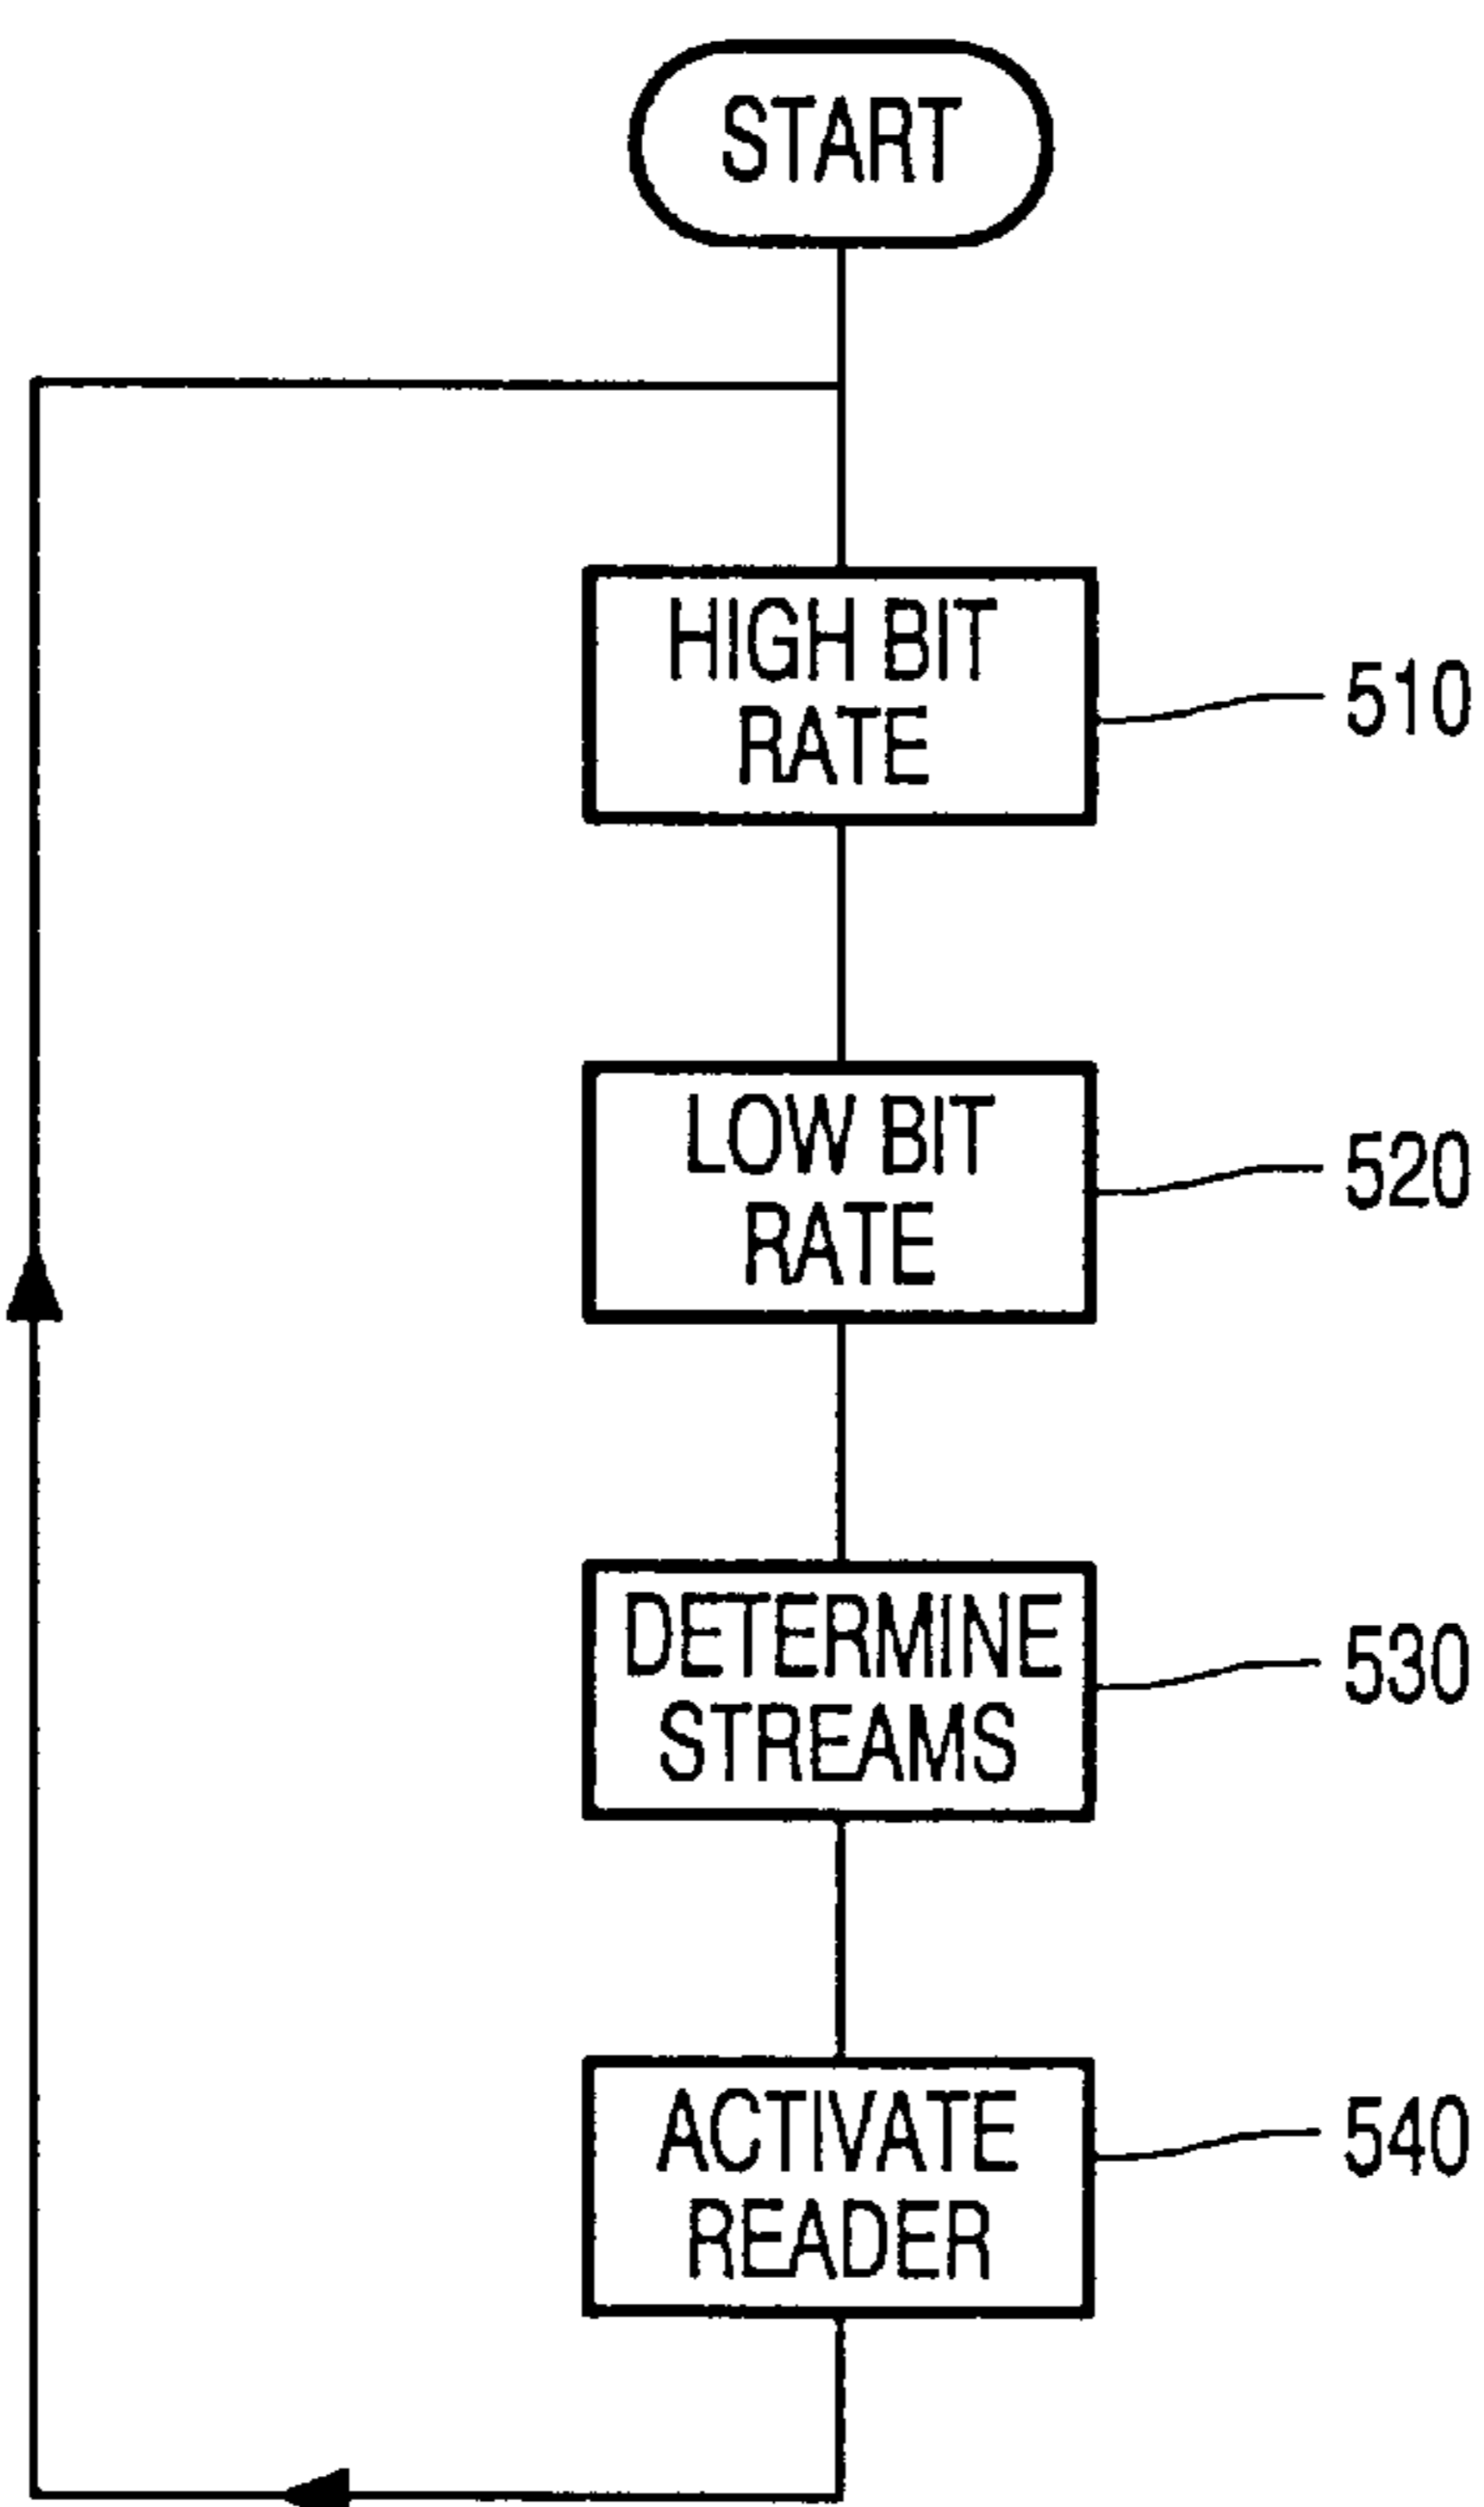 START
HIGH BIT
RATE
510
LOW BIT
RATE
520
DETERMINE
STREAMS
530
ACTIVATE
READER
540